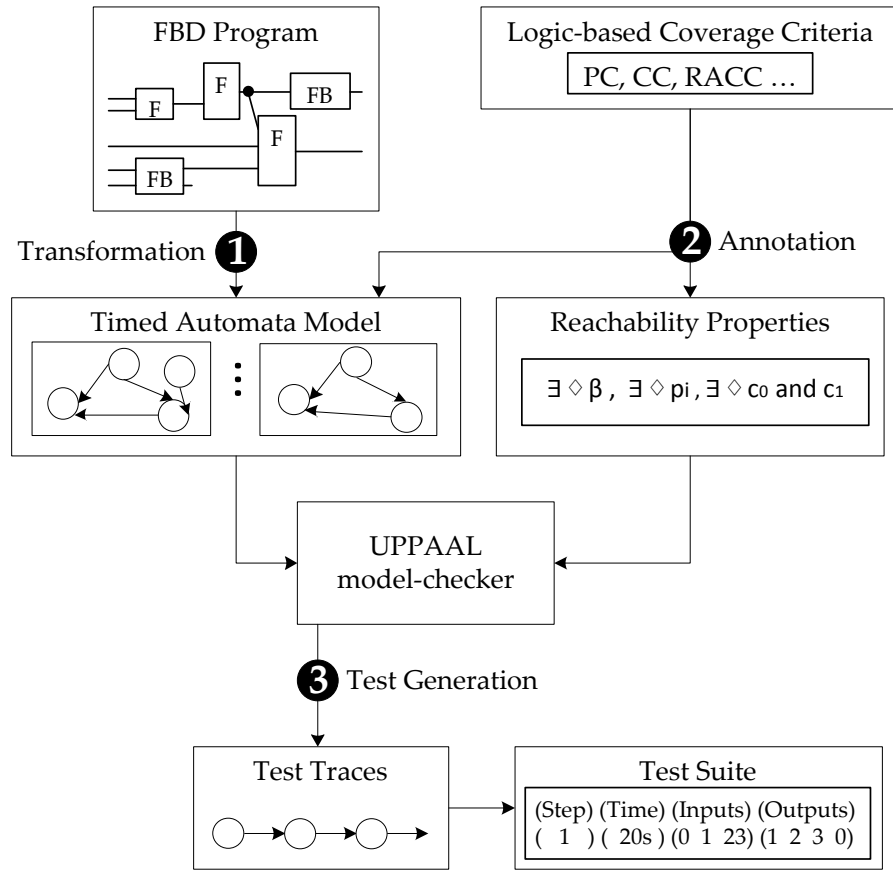 FBD Program
F
F
FB
F
FB
Logic-based Coverage Criteria
PC, CC, RACC ...
Transformation 1
2 Annotation
Timed Automata Model
Reachability Properties
∃ ◊ β , ∃ ◊ pi , ∃ ◊ c₀ and c₁
UPPAAL
model-checker
3 Test Generation
Test Traces
Test Suite
(Step) (Time) (Inputs) (Outputs)
( 1 ) ( 20s ) (0 1 23) (1 2 3 0)